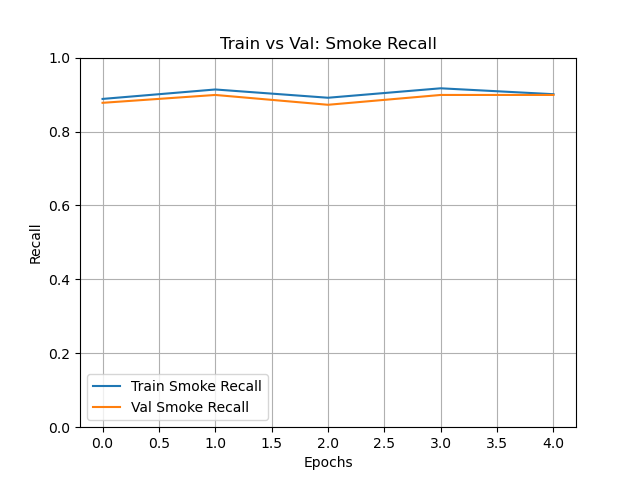 Train vs Val: Smoke Recall
1.0
0.8
0.6
0.4
0.2
0.0
Recall
Train Smoke Recall
Val Smoke Recall
0.0 0.5 1.0 1.5 2.0 2.5 3.0 3.5 4.0
Epochs